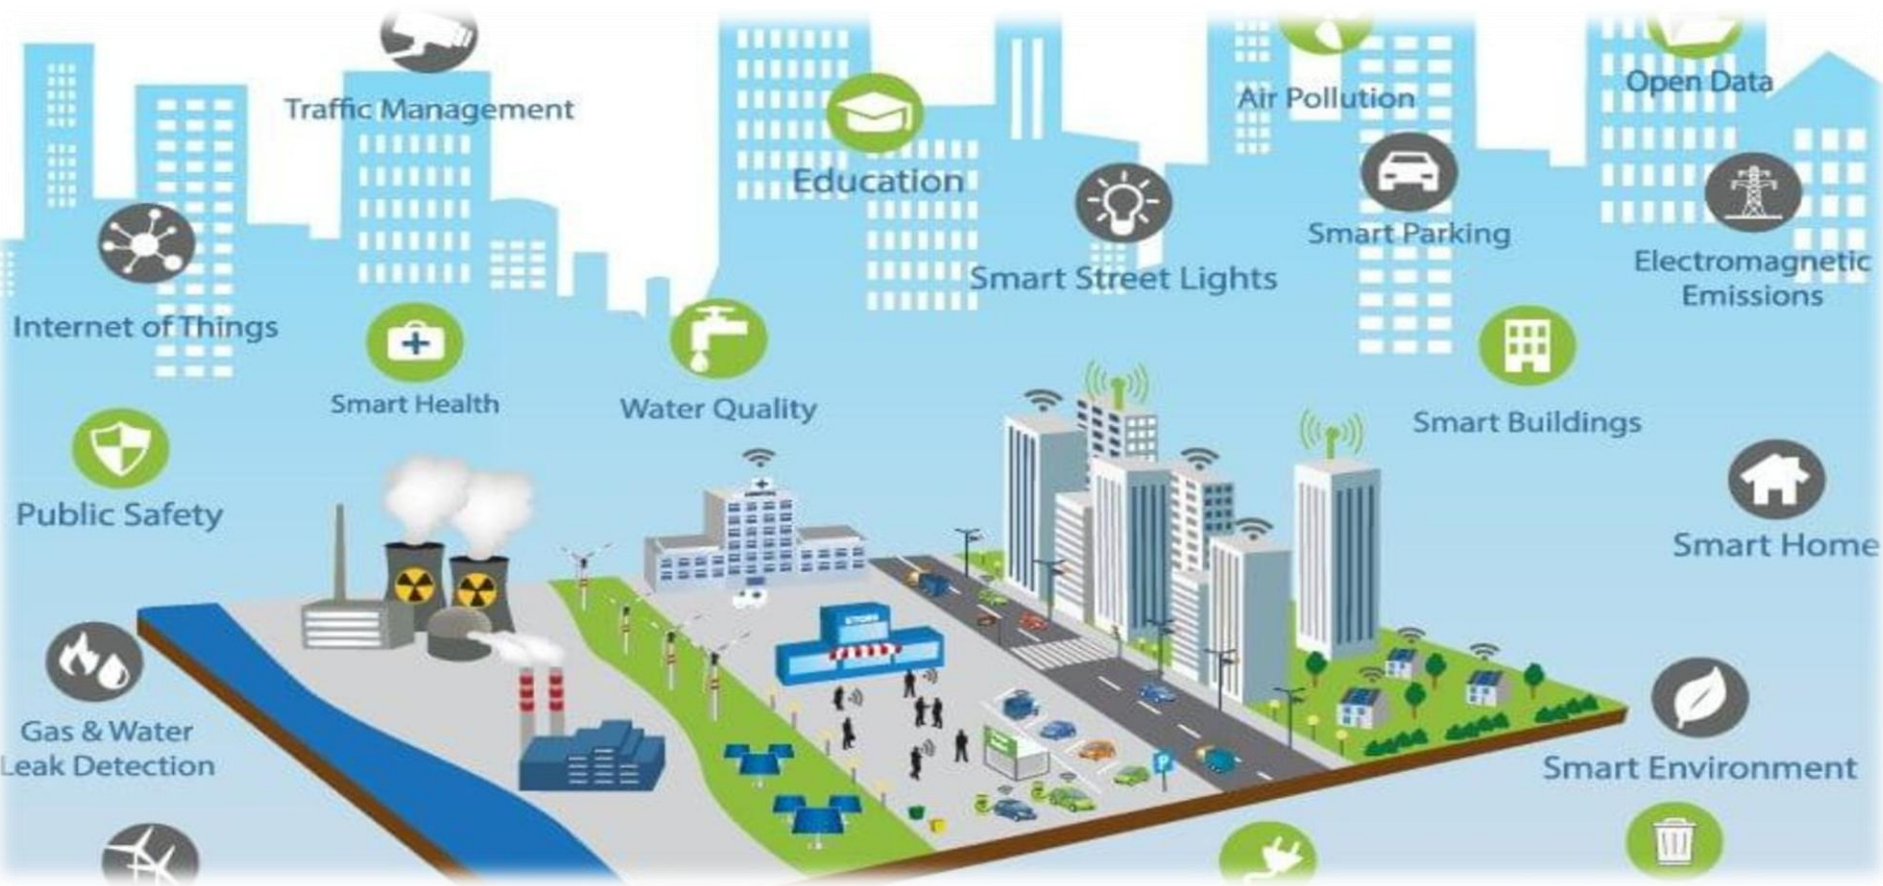 Traffic Management
Education
Air Pollution
Open Data
Smart Street Lights
Smart Parking
Electromagnetic
Emissions
Internet of Things
Smart Health
Water Quality
Smart Buildings
Public Safety
Smart Home
Gas & Water
Leak Detection
Smart Environment
STORE
P